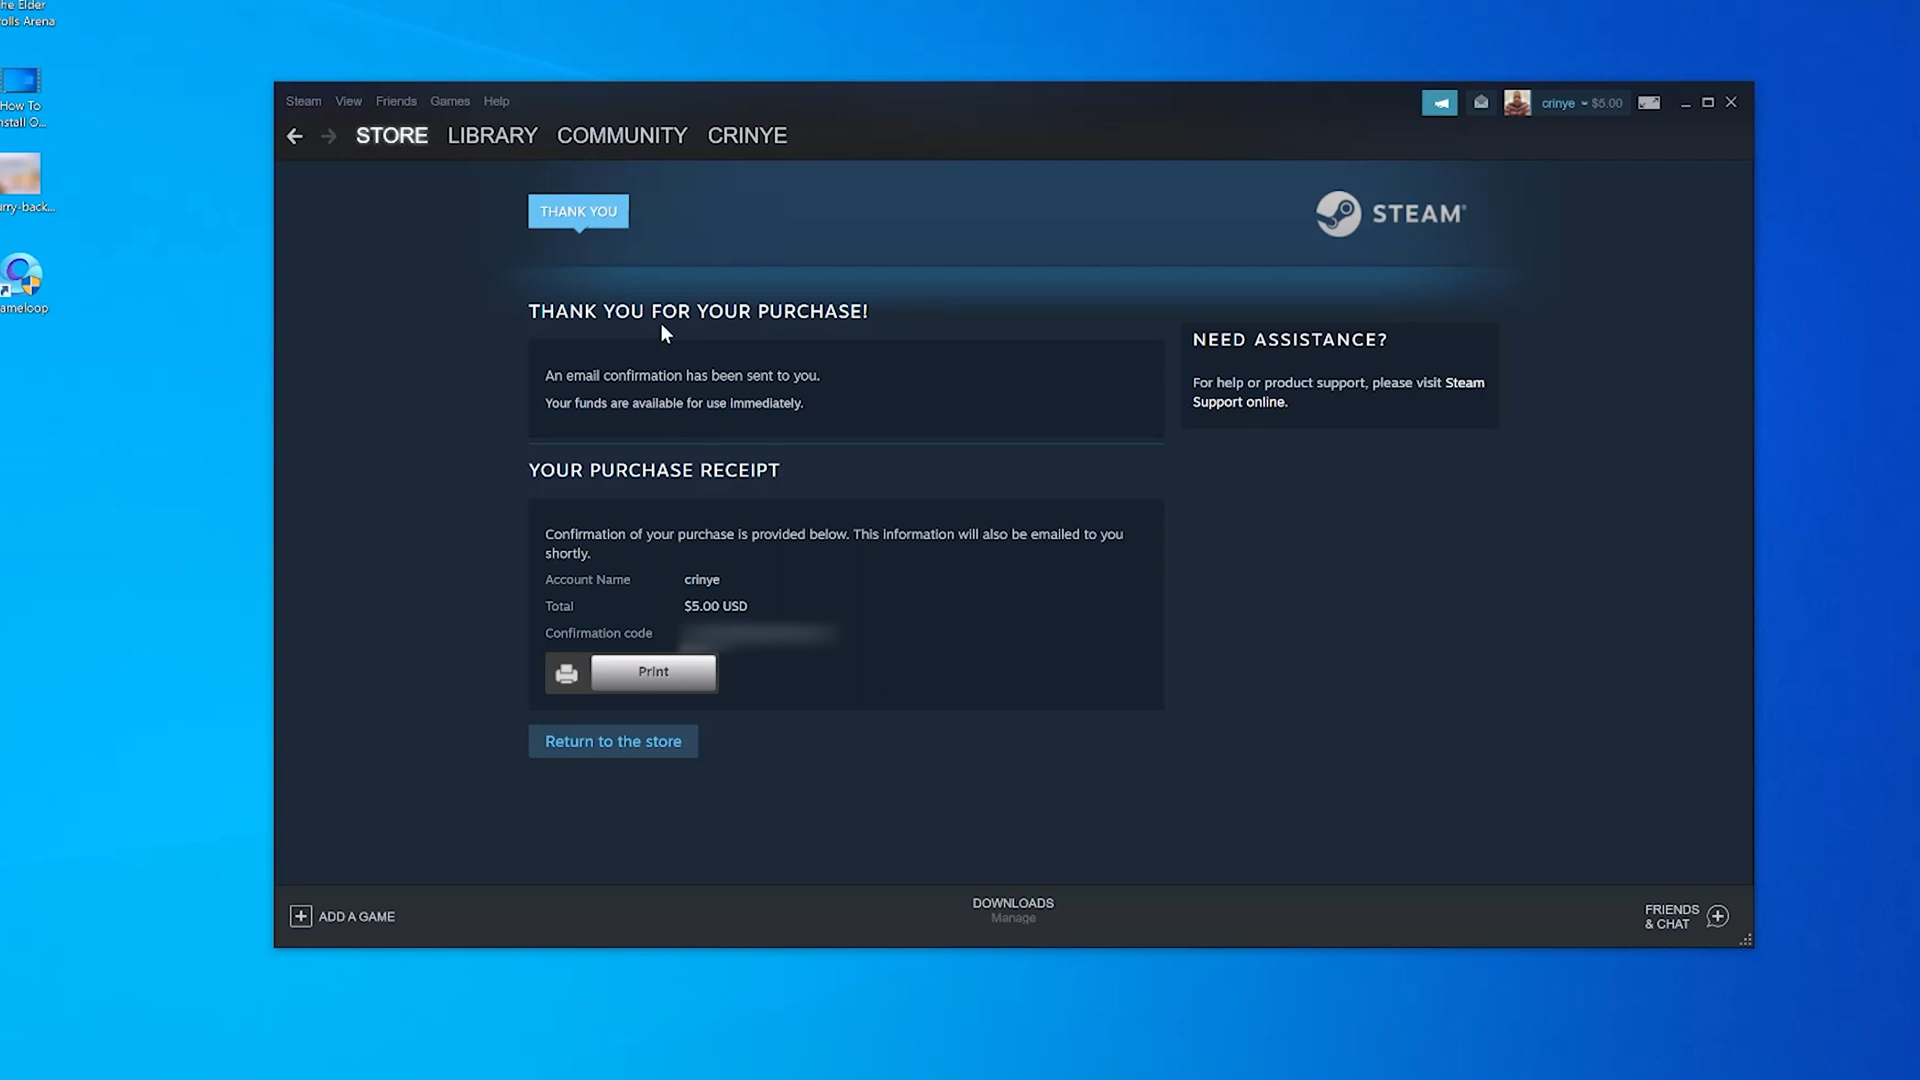 he Elder
olls Arena
How To
nstall O...
urry-back...
ameloop
Steam View Friends Games Help
crinye $5.00
STORE LIBRARY COMMUNITY CRINYE
THANK YOU
STEAM®
THANK YOU FOR YOUR PURCHASE!
An email confirmation has been sent to you.
Your funds are available for use immediately.
NEED ASSISTANCE?
For help or product support, please visit Steam
Support online.
YOUR PURCHASE RECEIPT
Confirmation of your purchase is provided below. This information will also be emailed to you
shortly.
Account Name crinye
Total $5.00 USD
Confirmation code
Print
Return to the store
ADD A GAME
DOWNLOADS
Manage
FRIENDS
& CHAT